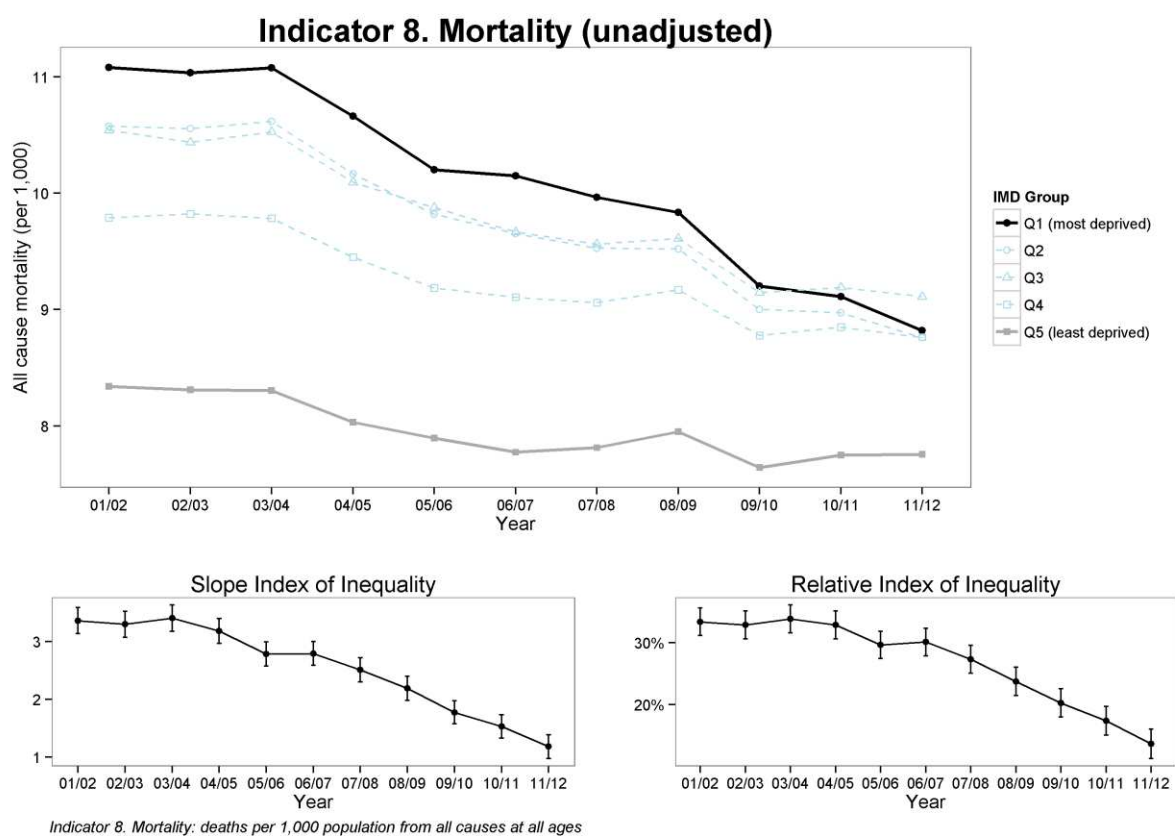 Indicator 8. Mortality (unadjusted)
All cause mortality (per 1,000)
11
10
9
8
01/02 02/03 03/04 04/05 05/06 06/07 07/08 08/09 09/10 10/11 11/12
Year
IMD Group
Q1 (most deprived)
Q2
Q3
Q4
Q5 (least deprived)
Slope Index of Inequality
3
2
1
01/02 02/03 03/04 04/05 05/06 06/07 07/08 08/09 09/10 10/11 11/12
Year
Relative Index of Inequality
30%
20%
01/02 02/03 03/04 04/05 05/06 06/07 07/08 08/09 09/10 10/11 11/12
Year
Indicator 8. Mortality: deaths per 1,000 population from all causes at all ages